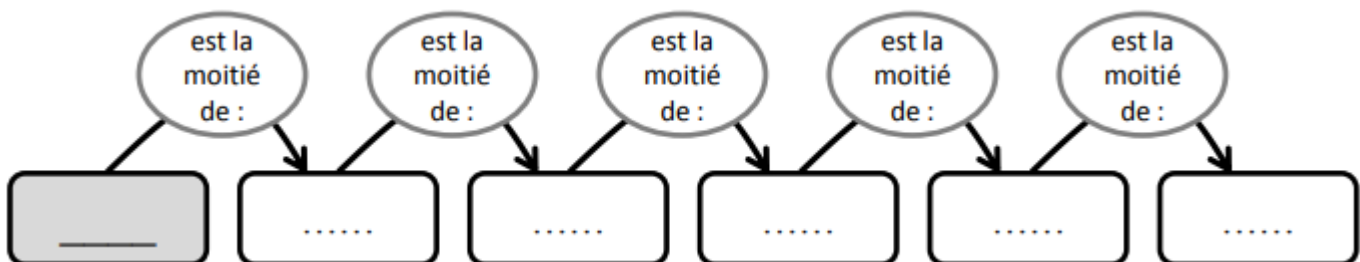 est la
moitié
de :
est la
moitié
de :
est la
moitié
de :
est la
moitié
de :
est la
moitié
de :
_____
......
......
......
......
......